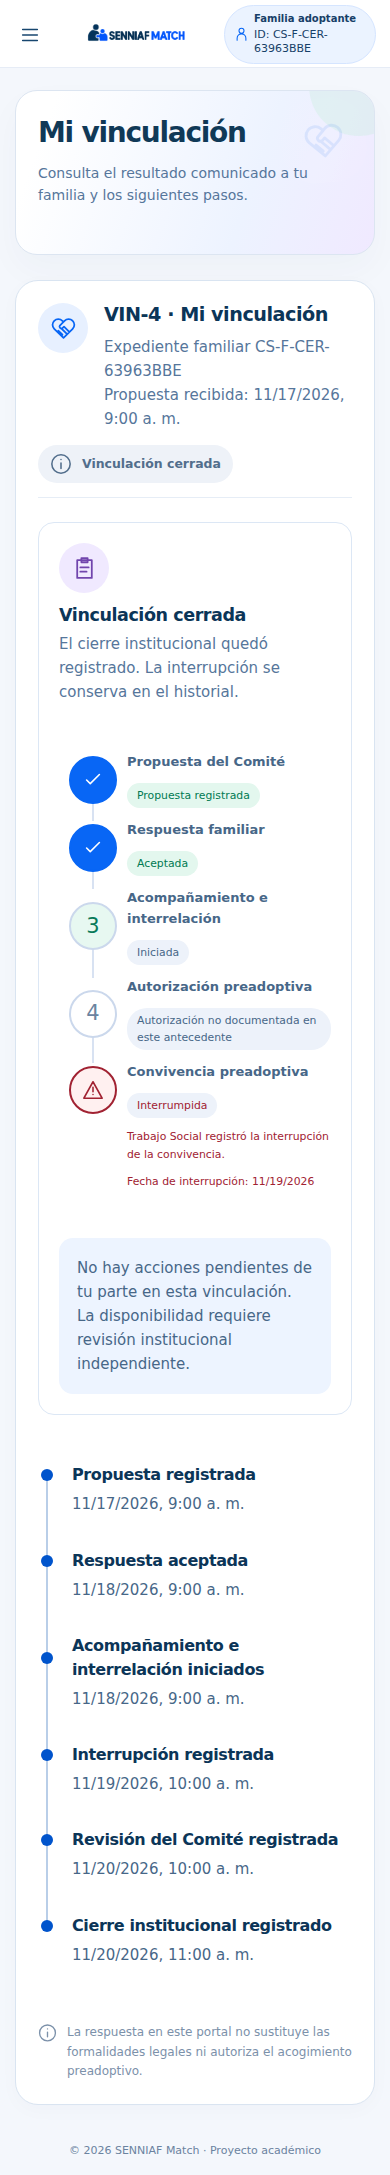 Familia adoptante
ID: CS-F-CER-
63963BBE
SENNIAF MATCH
Mi vinculación
Consulta el resultado comunicado a tu
familia y los siguientes pasos.
VIN-4 · Mi vinculación
Expediente familiar CS-F-CER-
63963BBE
Propuesta recibida: 11/17/2026,
9:00 a. m.
Vinculación cerrada
Vinculación cerrada
El cierre institucional quedó
registrado. La interrupción se
conserva en el historial.
Propuesta del Comité
Propuesta registrada
Respuesta familiar
Aceptada
3
Acompañamiento e
interrelación
Iniciada
4
Autorización preadoptiva
Autorización no documentada en
este antecedente
Convivencia preadoptiva
Interrumpida
Trabajo Social registró la interrupción
de la convivencia.
Fecha de interrupción: 11/19/2026
No hay acciones pendientes de
tu parte en esta vinculación.
La disponibilidad requiere
revisión institucional
independiente.
Propuesta registrada
11/17/2026, 9:00 a. m.
Respuesta aceptada
11/18/2026, 9:00 a. m.
Acompañamiento e
interrelación iniciados
11/18/2026, 9:00 a. m.
Interrupción registrada
11/19/2026, 10:00 a. m.
Revisión del Comité registrada
11/20/2026, 10:00 a. m.
Cierre institucional registrado
11/20/2026, 11:00 a. m.
La respuesta en este portal no sustituye las
formalidades legales ni autoriza el acogimiento
preadoptivo.
© 2026 SENNIAF Match · Proyecto académico